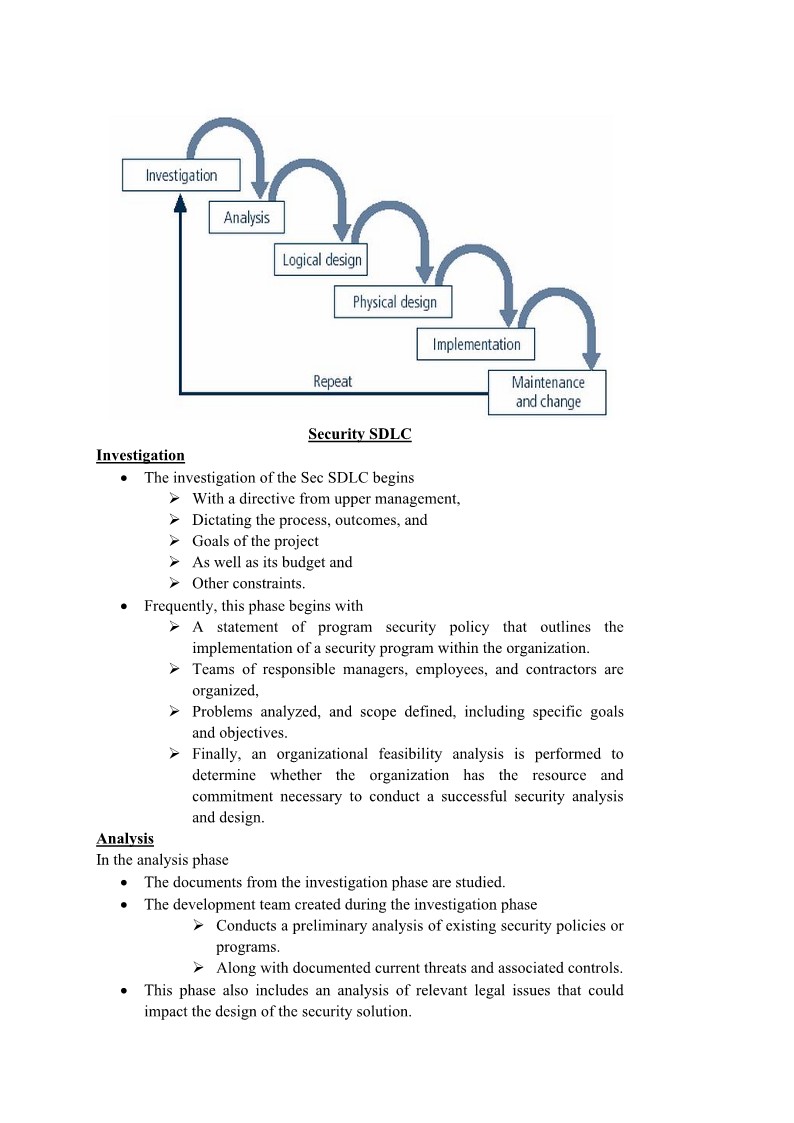 Investigation
Analysis
Logical design
Physical design
Implementation
Repeat
Maintenance
and change
Security SDLC
Investigation
• The investigation of the Sec SDLC begins
➢ With a directive from upper management,
➢ Dictating the process, outcomes, and
➢ Goals of the project
➢ As well as its budget and
➢ Other constraints.
• Frequently, this phase begins with
➢ A statement of program security policy that outlines the
implementation of a security program within the organization.
➢ Teams of responsible managers, employees, and contractors are
organized,
➢ Problems analyzed, and scope defined, including specific goals
and objectives.
➢ Finally, an organizational feasibility analysis is performed to
determine whether the organization has the resource and
commitment necessary to conduct a successful security analysis
and design.
Analysis
In the analysis phase
• The documents from the investigation phase are studied.
• The development team created during the investigation phase
➢ Conducts a preliminary analysis of existing security policies or
programs.
➢ Along with documented current threats and associated controls.
• This phase also includes an analysis of relevant legal issues that could
impact the design of the security solution.